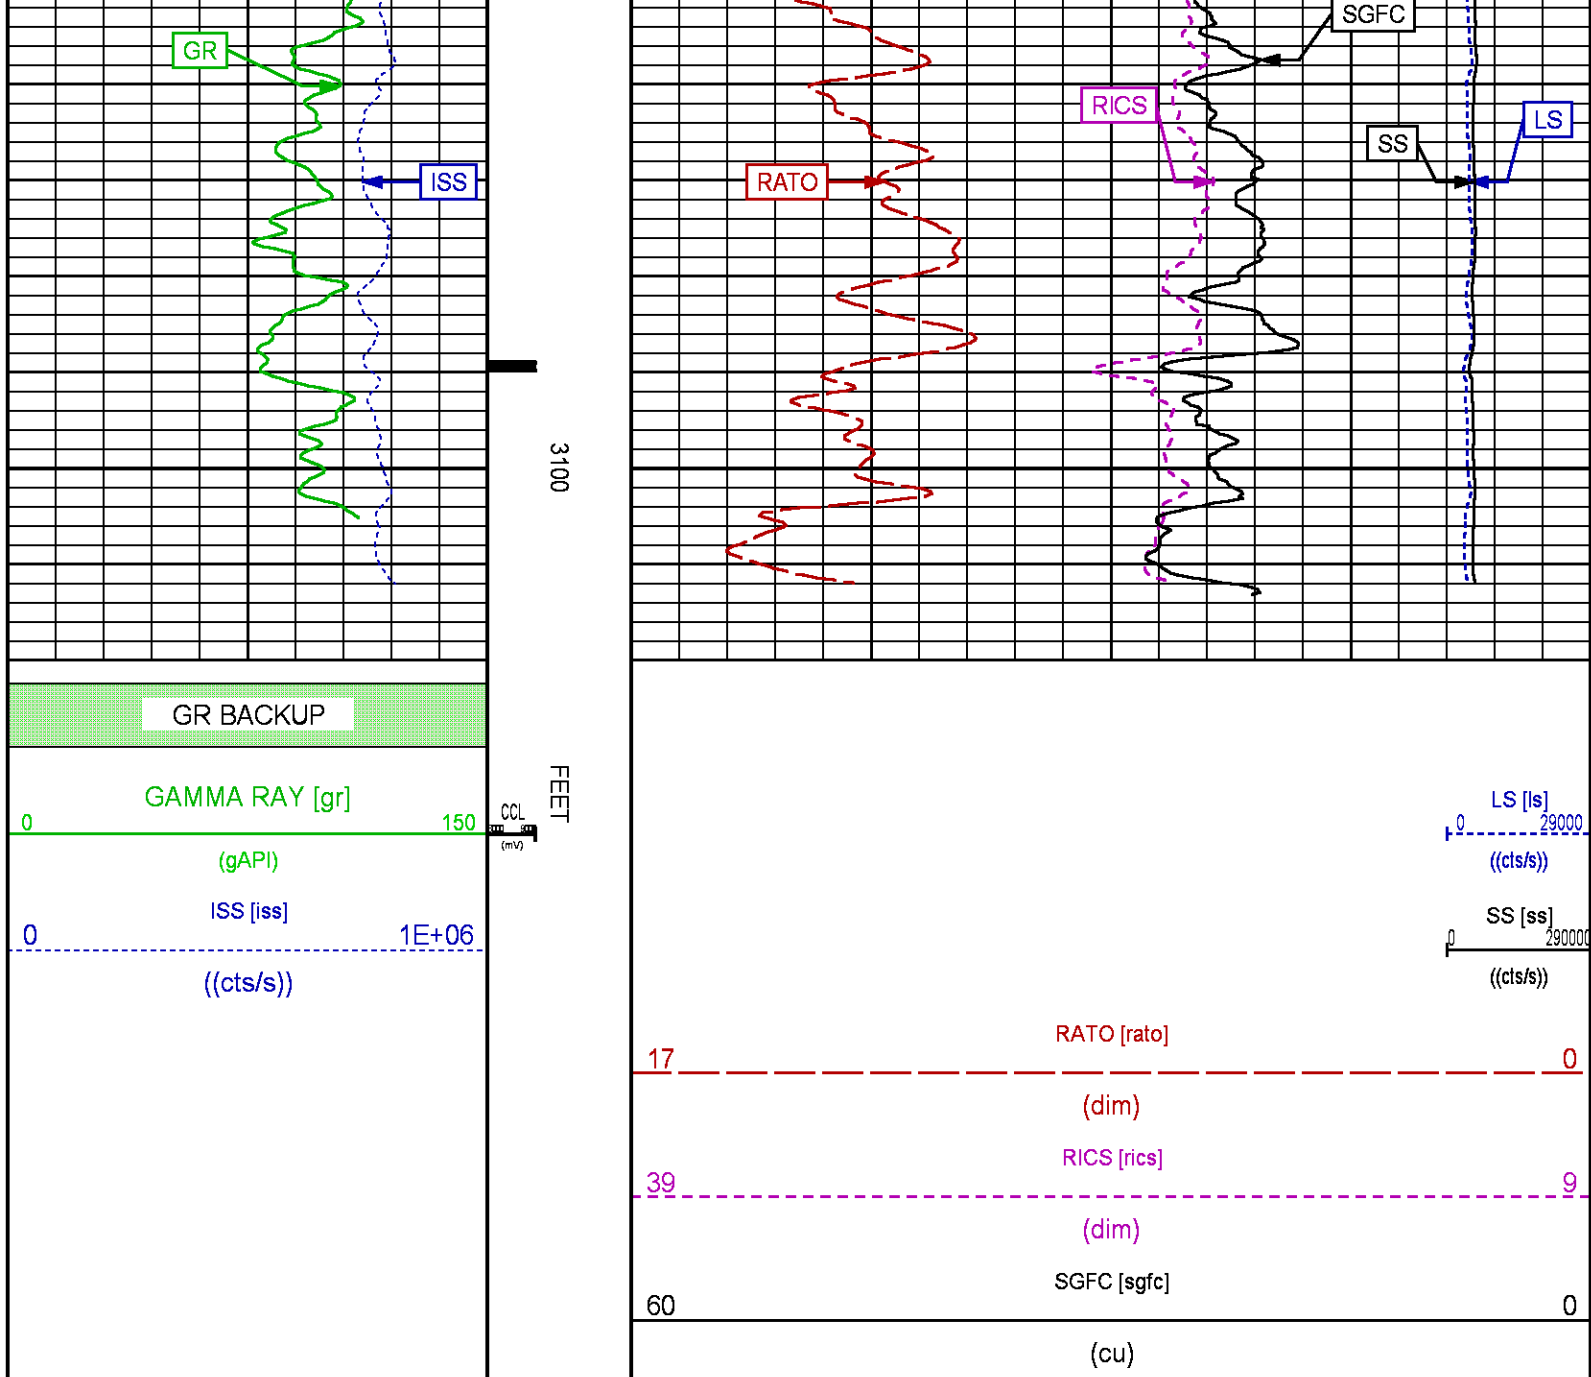 SGFC
GR
RICS
LS
SS
RATO
ISS
3100
GR BACKUP
FEET
GAMMA RAY [gr]
0 150
(gAPI)
CCL
(mV)
LS [ls]
0 29000
((cts/s))
ISS [iss]
0 1E+06
((cts/s))
SS [ss]
0 290000
((cts/s))
RATO [rato]
17 0
(dim)
RICS [rics]
39 9
(dim)
SGFC [sgfc]
60 0
(cu)